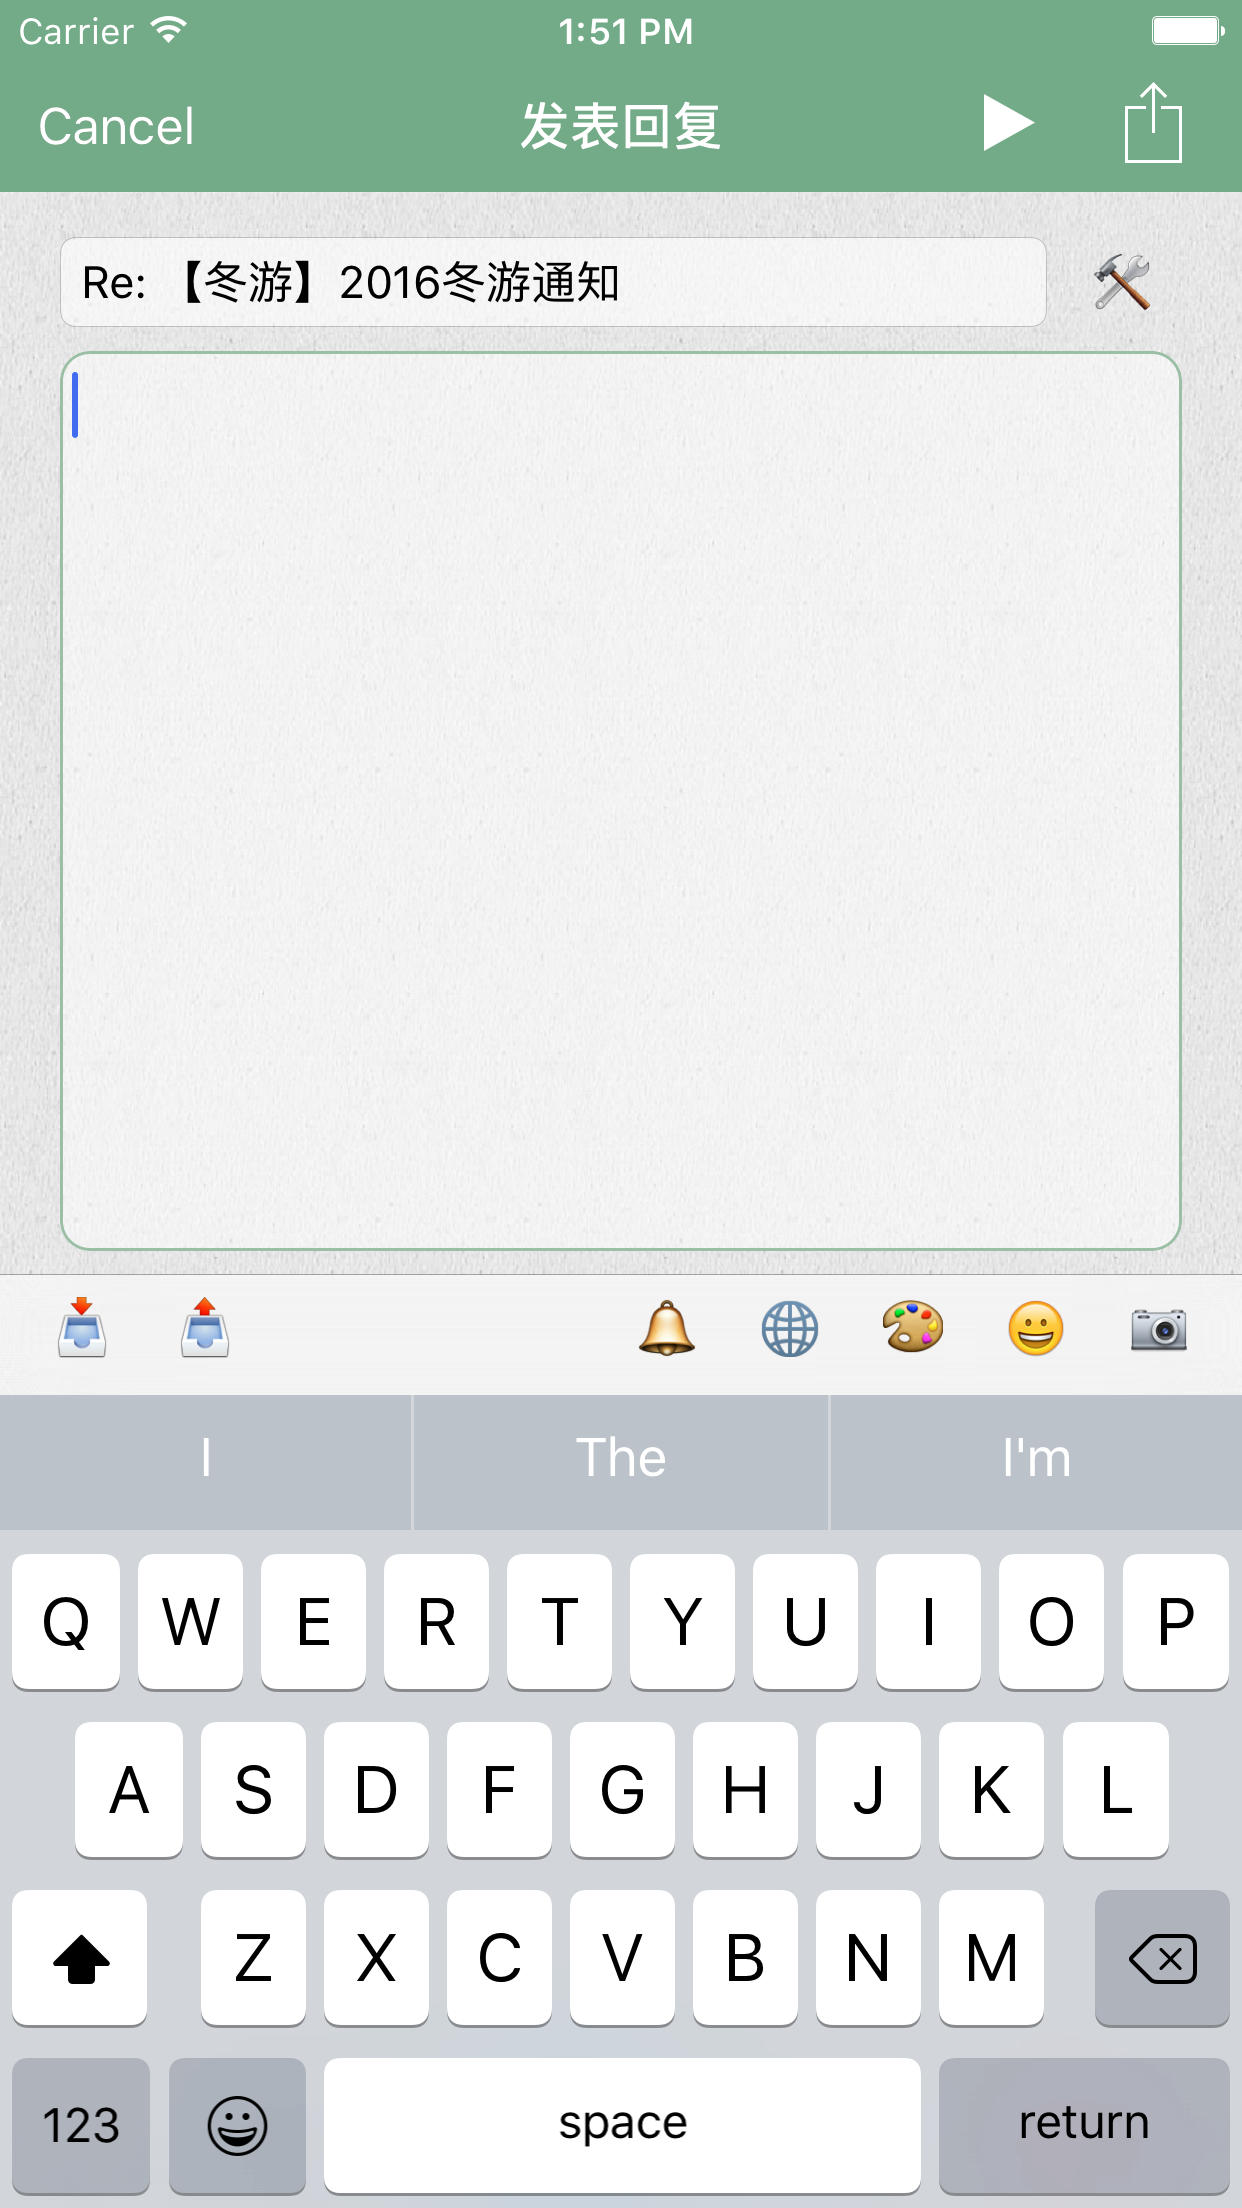 Carrier 1:51 PM
Cancel 发表回复
Re: 【冬游】2016冬游通知
I The I'm
Q W E R T Y U I O P
A S D F G H J K L
Z X C V B N M
123 space return